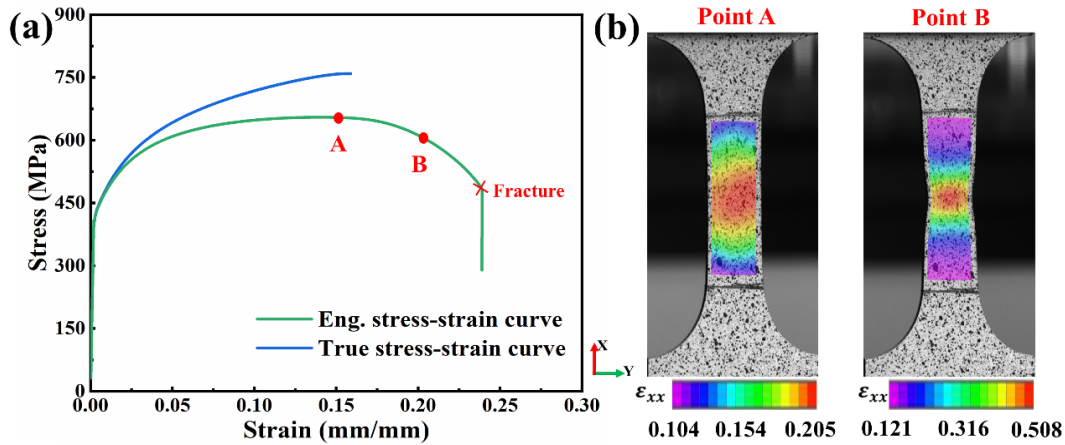 (a)
900
750
600
450
300
150
0
Stress (MPa)
0.00
0.05
0.10
0.15
0.20
0.25
0.30
Strain (mm/mm)
A
B
Fracture
Eng. stress-strain curve
True stress-strain curve
X
Y
(b)
Point A
Point B
εxx
0.104 0.154 0.205
εxx
0.121 0.316 0.508